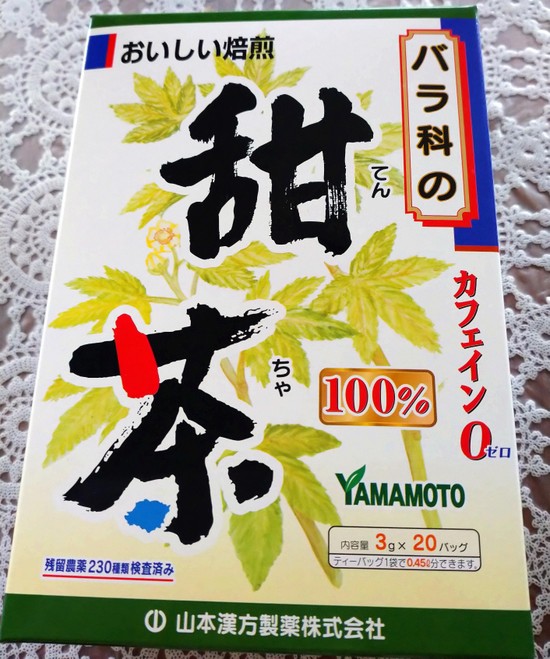 おいしい焙煎
バラ科の
甜茶
てん
ちゃ
カフェイン0
ゼロ
100%
YAMAMOTO
内容量 3g× 20バッグ
ティーバッグ1袋で0.45ℓ分できます。
残留農薬230種類検査済み
山本漢方製薬株式会社